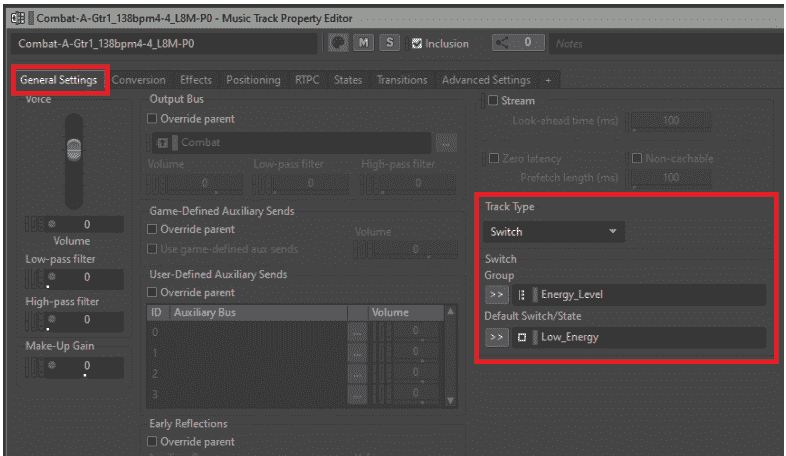 Combat-A-Gtr1_138bpm4-4_L8M-P0 - Music Track Property Editor
Combat-A-Gtr1_138bpm4-4_L8M-P0 M S Inclusion 0 Notes
General Settings Conversion Effects Positioning RTPC States Transitions Advanced Settings +
Voice
0
Volume
Low-pass filter
0
High-pass filter
0
Make-Up Gain
0
Output Bus
Override parent
Combat ...
Volume Low-pass filter High-pass filter
0 0 0
Game-Defined Auxiliary Sends
Override parent Volume
Use game-defined aux sends 0
User-Defined Auxiliary Sends
Override parent
ID Auxiliary Bus Volume
0 ... 0
1 ... 0
2 ... 0
3 ... 0
Early Reflections
Override parent
Stream
Look-ahead time (ms) 100
Zero latency Non-cachable
Prefetch length (ms) 100
Track Type
Switch
Switch
Group
>> Energy_Level
Default Switch/State
>> Low_Energy